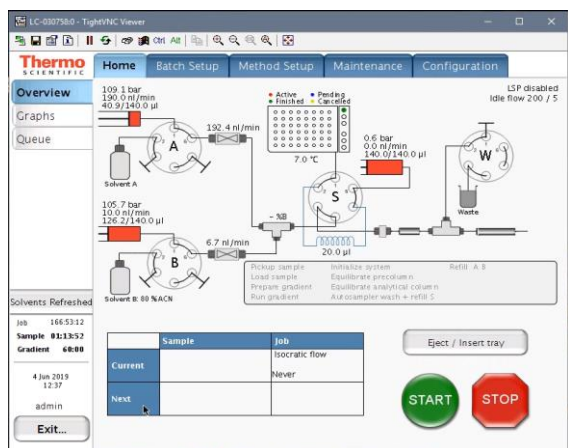 LC-030758:0 - TightVNC Viewer
Ctrl Alt
Thermo
SCIENTIFIC
Home
Batch Setup
Method Setup
Maintenance
Configuration
Overview
Graphs
Queue
109.1 bar
190.0 nl/min
40.9/140.0 µl
Active
Pending
Finished
Cancelled
LSP disabled
Idle flow 200 / 5
192.4 nl/min
A
Solvent A
7.0 °C
0.6 bar
0.0 nl/min
140.0/140.0 µl
W
Waste
S
105.7 bar
10.0 nl/min
126.2/140.0 µl
- %B
6.7 nl/min
B
20.0 µl
Solvent B: 80 %ACN
Pickup sample
Initialize system
Refill A B
Load sample
Equilibrate precolumn
Prepare gradient
Equilibrate analytical column
Run gradient
Autosampler wash + refill S
Solvents Refreshed
Job 166:53:12
Sample 01:13:52
Gradient 60:00
4 Jun 2019
12:37
admin
Exit...
Sample
Job
Current
Isocratic flow
Never
Next
Eject / Insert tray
START
STOP